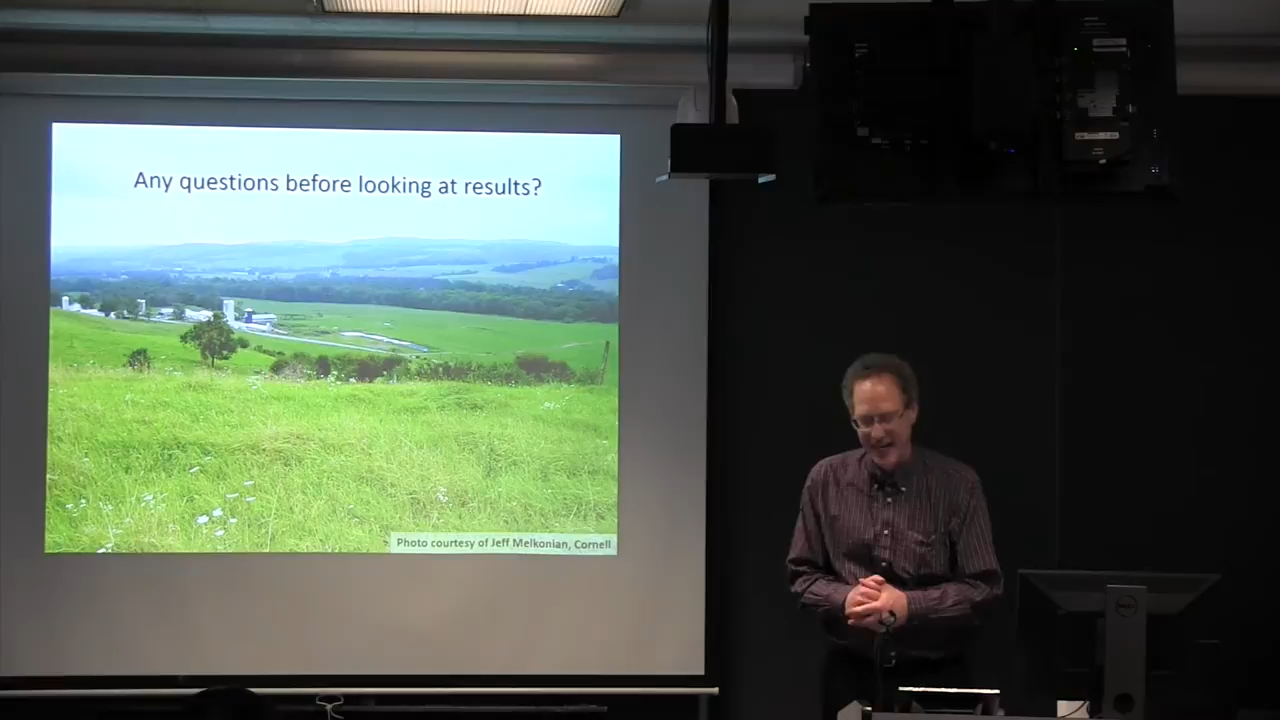 Any questions before looking at results?
Photo courtesy of Jeff Melkonian, Cornell
DELL